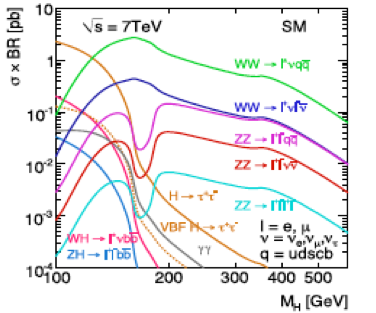 √s = 7TeV SM
σ × BR [pb]
10
1
10⁻¹
10⁻²
10⁻³
10⁻⁴
WW → l⁺νqq̄
WW → l⁺νl⁻ν̄
ZZ → l⁺l⁻qq̄
ZZ → l⁺l⁻νν̄
ZZ → l⁺l⁻l⁺l⁻
H → τ⁺τ⁻
VBF H → τ⁺τ⁻
WH → l⁺νbb̄
ZH → l⁺l⁻bb̄
γγ
l = e, μ
ν = νₑ,ν_μ,ν_τ
q = udscb
100 200 300 400 500
M_H [GeV]